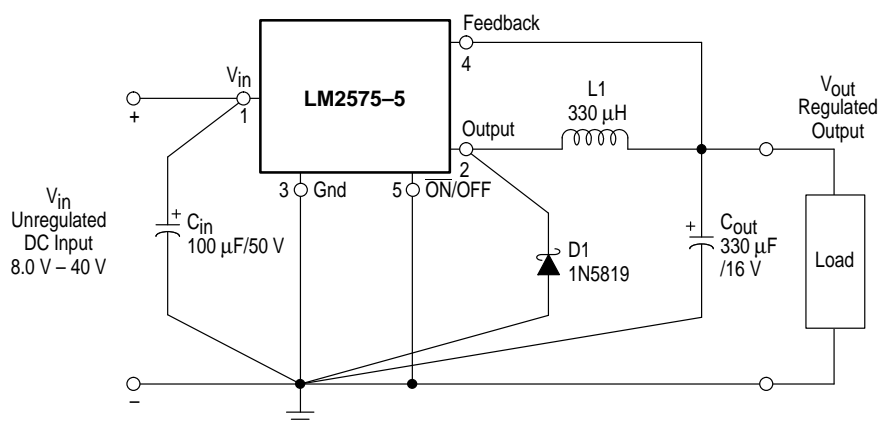 Feedback
4
Vin
1
LM2575–5
L1
330 μH
Vout
Regulated
Output
+
Output
2
3
Gnd
5
ON/OFF
Vin
Unregulated
DC Input
8.0 V – 40 V
+
Cin
100 μF/50 V
D1
1N5819
+
Cout
330 μF
/16 V
Load
–